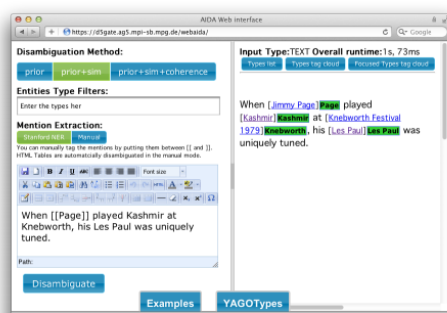 AIDA Web interface
https://d5gate.ag5.mpi-sb.mpg.de/webaida/
Google
Disambiguation Method:
prior prior+sim prior+sim+coherence
Entities Type Filters:
Enter the types her
Mention Extraction:
Stanford NER Manual
You can manually tag the mentions by putting them between [[ and ]].
HTML Tables are automatically disambiguated in the manual mode.
B I U ABC Font size
HTML
When [[Page]] played Kashmir at
Knebworth, his Les Paul was uniquely
tuned.
Path:
Disambiguate
Input Type:TEXT Overall runtime:1s, 73ms
Types list Types tag cloud Focused Types tag cloud
When [Jimmy Page]Page played
[Kashmir]Kashmir at [Knebworth Festival
1979]Knebworth, his [Les Paul]Les Paul was
uniquely tuned.
Examples YAGOTypes